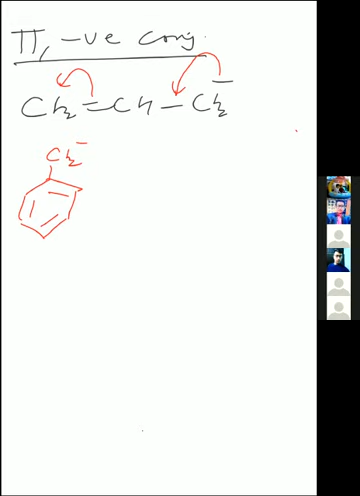 π, -ve conj.
CH₂=CH-CH₂⁻
CH₂⁻